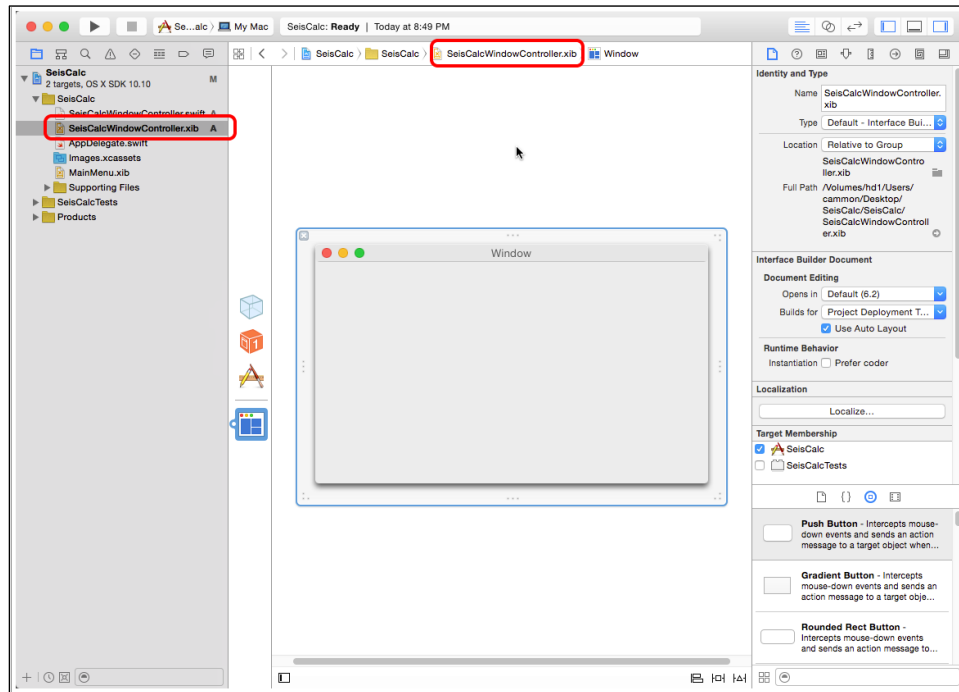 Se...alc 〉 My Mac
SeisCalc: Ready | Today at 8:49 PM
SeisCalc 〉 SeisCalc 〉 SeisCalcWindowController.xib 〉 Window
SeisCalc
2 targets, OS X SDK 10.10
M
SeisCalc
SeisCalcWindowController.swift A
SeisCalcWindowController.xib A
AppDelegate.swift
Images.xcassets
MainMenu.xib
Supporting Files
SeisCalcTests
Products
Window
Identity and Type
Name SeisCalcWindowController.
xib
Type Default - Interface Bui...
Location Relative to Group
SeisCalcWindowContro
ller.xib
Full Path /Volumes/hd1/Users/
cammon/Desktop/
SeisCalc/SeisCalc/
SeisCalcWindowControll
er.xib
Interface Builder Document
Document Editing
Opens in Default (6.2)
Builds for Project Deployment T...
Use Auto Layout
Runtime Behavior
Instantiation Prefer coder
Localization
Localize...
Target Membership
SeisCalc
SeisCalcTests
Push Button - Intercepts mouse-
down events and sends an action
message to a target object when...
Gradient Button - Intercepts
mouse-down events and sends an
action message to a target obje...
Rounded Rect Button -
Intercepts mouse-down events
and sends an action message to...